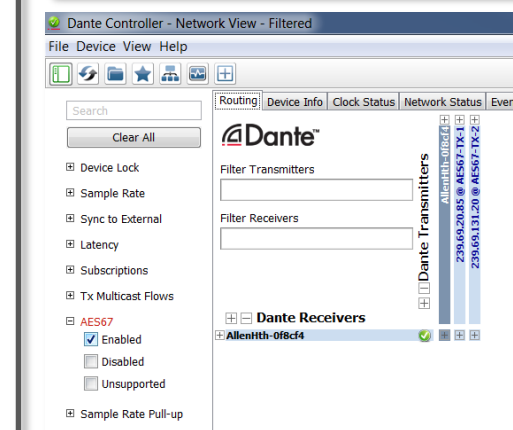 Dante Controller - Network View - Filtered
File Device View Help
Search
Clear All
Device Lock
Sample Rate
Sync to External
Latency
Subscriptions
Tx Multicast Flows
AES67
Enabled
Disabled
Unsupported
Sample Rate Pull-up
Routing Device Info Clock Status Network Status Even
Dante™
Filter Transmitters
Filter Receivers
Dante Transmitters
AllenHth-0f8cf4
239.69.20.85 @ AES67-TX-1
239.69.131.20 @ AES67-TX-2
Dante Receivers
AllenHth-0f8cf4